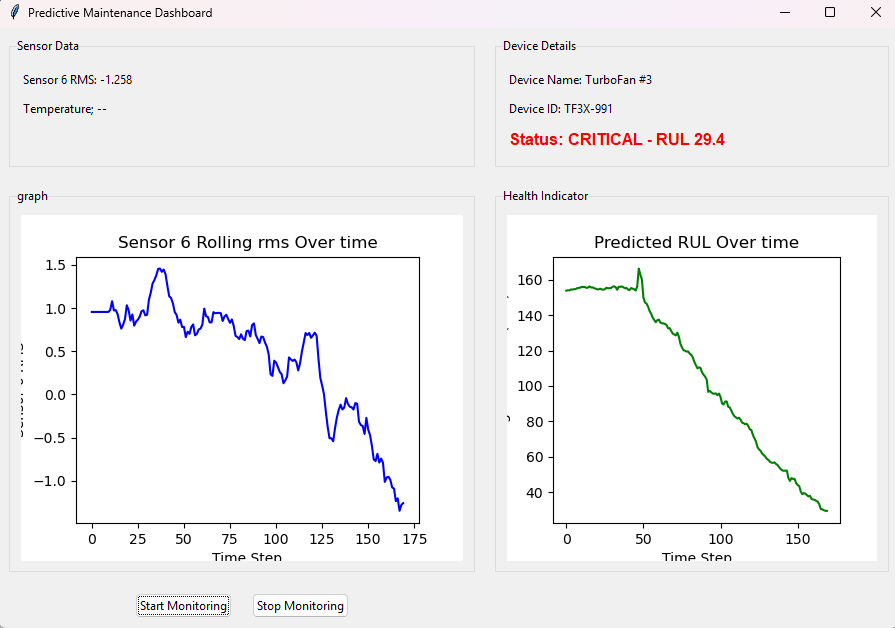 Predictive Maintenance Dashboard
Sensor Data
Sensor 6 RMS: -1.258
Temperature; --
Device Details
Device Name: TurboFan #3
Device ID: TF3X-991
Status: CRITICAL - RUL 29.4
graph
Sensor 6 Rolling rms Over time
1.5
1.0
0.5
0.0
−0.5
−1.0
0 25 50 75 100 125 150 175
Time Step
Health Indicator
Predicted RUL Over time
160
140
120
100
80
60
40
0 50 100 150
Time Step
Start Monitoring
Stop Monitoring